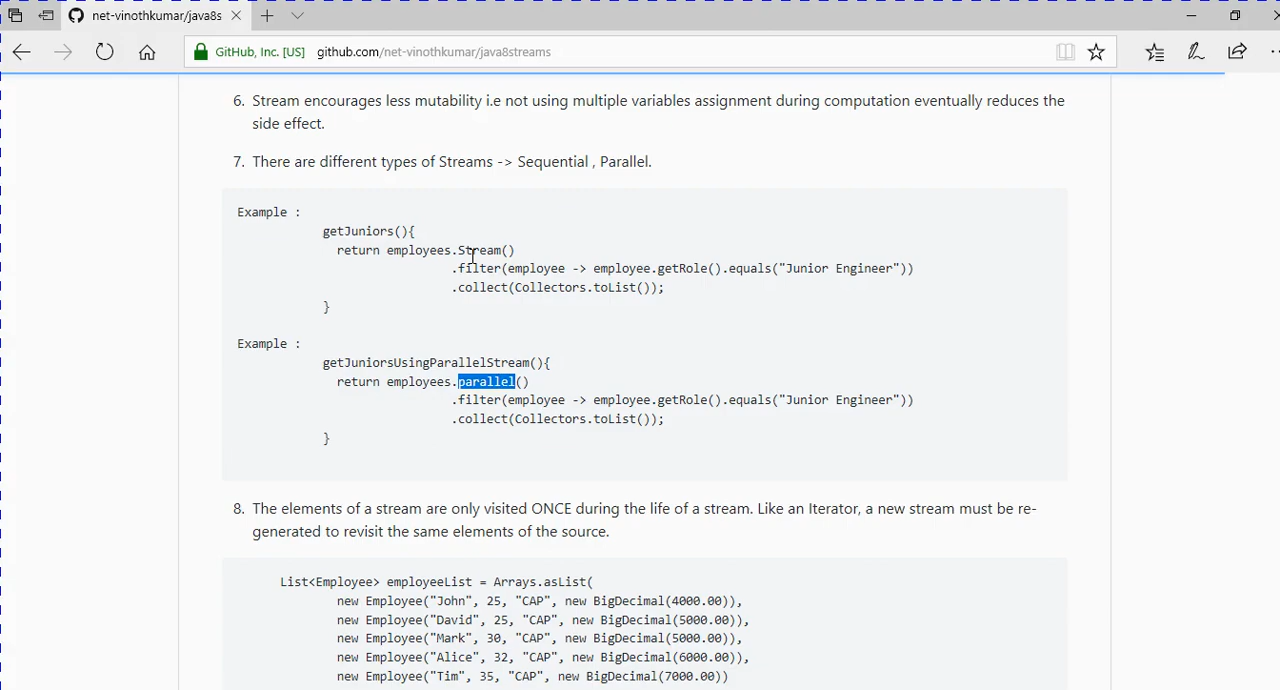 net-vinothkumar/java8s
GitHub, Inc. [US] github.com/net-vinothkumar/java8streams
6. Stream encourages less mutability i.e not using multiple variables assignment during computation eventually reduces the
side effect.
7. There are different types of Streams -> Sequential , Parallel.
Example :
getJuniors(){
return employees.Stream()
.filter(employee -> employee.getRole().equals("Junior Engineer"))
.collect(Collectors.toList());
}
Example :
getJuniorsUsingParallelStream(){
return employees.parallel()
.filter(employee -> employee.getRole().equals("Junior Engineer"))
.collect(Collectors.toList());
}
8. The elements of a stream are only visited ONCE during the life of a stream. Like an Iterator, a new stream must be re-
generated to revisit the same elements of the source.
List<Employee> employeeList = Arrays.asList(
new Employee("John", 25, "CAP", new BigDecimal(4000.00)),
new Employee("David", 25, "CAP", new BigDecimal(5000.00)),
new Employee("Mark", 30, "CAP", new BigDecimal(5000.00)),
new Employee("Alice", 32, "CAP", new BigDecimal(6000.00)),
new Employee("Tim", 35, "CAP", new BigDecimal(7000.00))